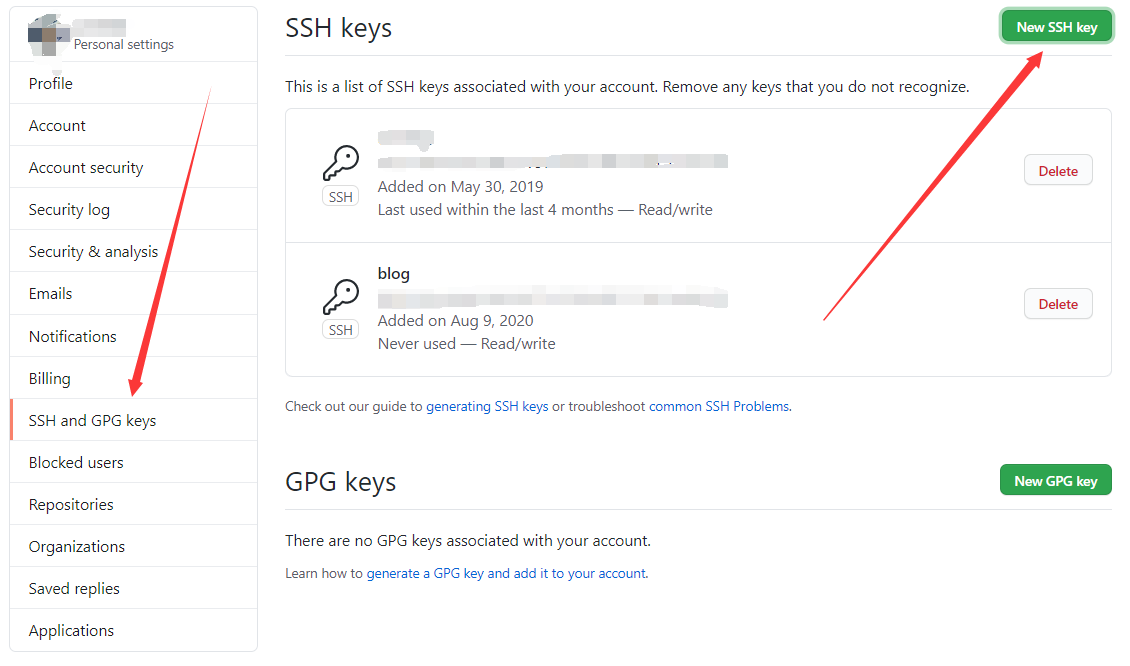 Personal settings
Profile
Account
Account security
Security log
Security & analysis
Emails
Notifications
Billing
SSH and GPG keys
Blocked users
Repositories
Organizations
Saved replies
Applications
SSH keys
New SSH key
This is a list of SSH keys associated with your account. Remove any keys that you do not recognize.
SSH
Added on May 30, 2019
Last used within the last 4 months — Read/write
Delete
blog
SSH
Added on Aug 9, 2020
Never used — Read/write
Delete
Check out our guide to generating SSH keys or troubleshoot common SSH Problems.
GPG keys
New GPG key
There are no GPG keys associated with your account.
Learn how to generate a GPG key and add it to your account.